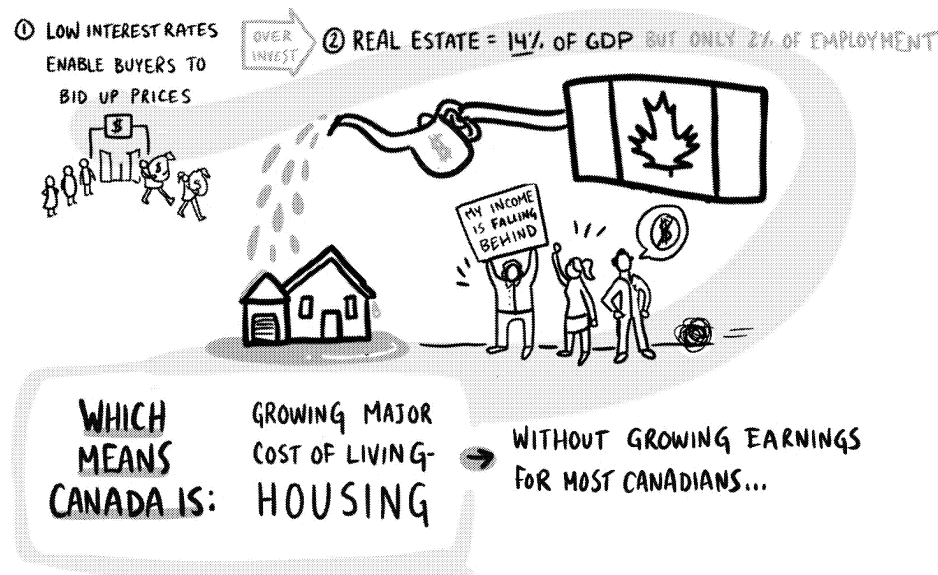 ① LOW INTEREST RATES
ENABLE BUYERS TO
BID UP PRICES
$
$
$
OVER
INVEST
② REAL ESTATE = 14% OF GDP BUT ONLY 2% OF EMPLOYMENT
$
MY INCOME
IS FALLING
BEHIND
$
WHICH
MEANS
CANADA IS:
GROWING MAJOR
COST OF LIVING-
HOUSING
→ WITHOUT GROWING EARNINGS
FOR MOST CANADIANS...